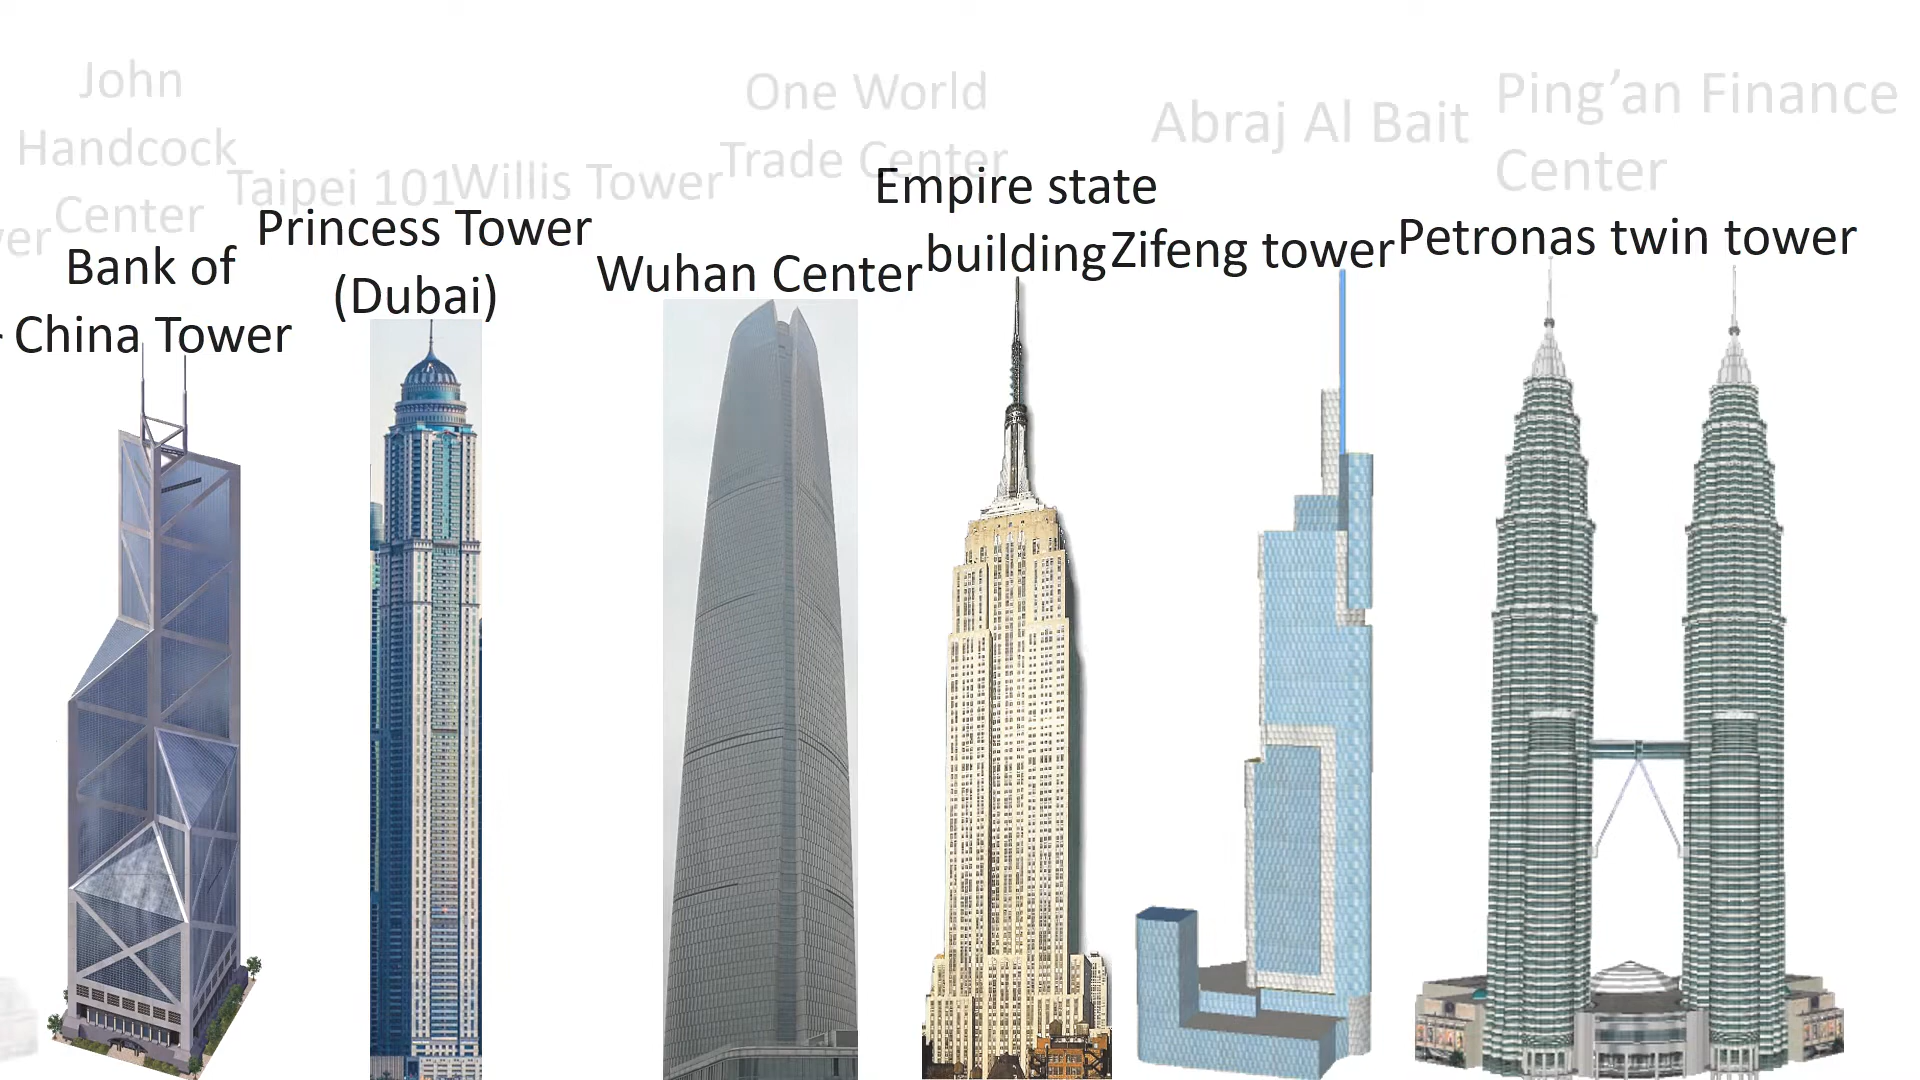 John
Handcock
Center
Taipei 101
Willis Tower
One World
Trade Center
Abraj Al Bait
Ping’an Finance
Center
Bank of
China Tower
Princess Tower
(Dubai)
Wuhan Center
Empire state
building
Zifeng tower
Petronas twin tower